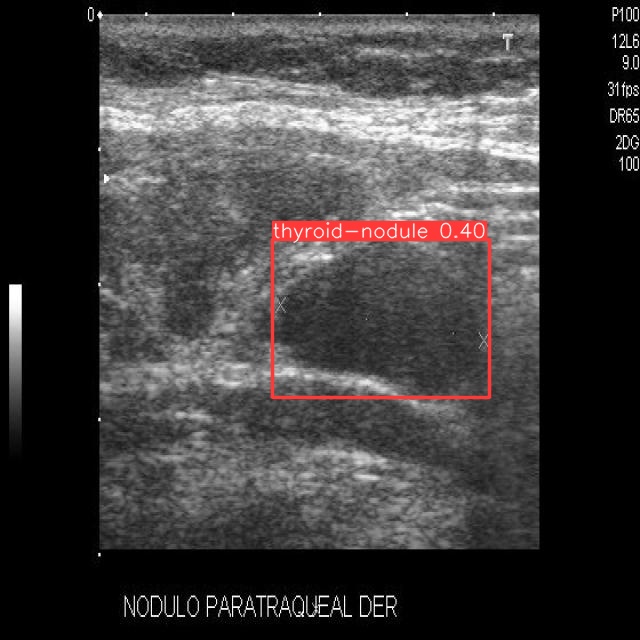 0
T
P100
12L6
9.0
31fps
DR65
2DG
100
thyroid-nodule 0.40
NODULO PARATRAQUEAL DER